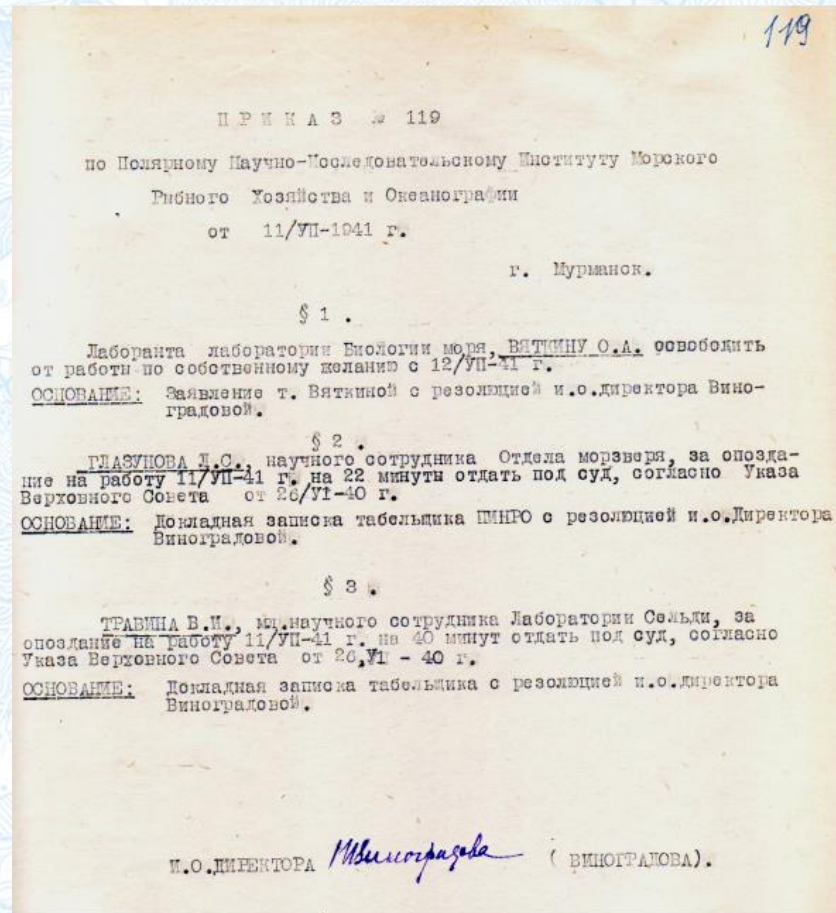 119
ПРИКАЗ № 119
по Полярному Научно-Исследовательскому Институту Морского
Рыбного Хозяйства и Океанографии
от 11/УП-1941 г.
г. Мурманск.
§ 1 .
Лаборанта лаборатории Биологии моря, ВЯТКИНУ О.А. освободить
от работы по собственному желанию с 12/УП-41 г.
ОСНОВАНИЕ: Заявление т. Вяткиной с резолюцией и.о.директора Вино-
градовой.
§ 2 .
ГЛАЗУНОВА Д.С., научного сотрудника Отдела морзверя, за опозда-
ние на работу 11/УП-41 г. на 22 минуты отдать под суд, согласно Указа
Верховного Совета от 26/У1-40 г.
ОСНОВАНИЕ: Докладная записка табельщика ПИНРО с резолюцией и.о.Директора
Виноградовой.
§ 3 .
ТРАВИНА В.И., мл.научного сотрудника Лаборатории Сельди, за
опоздание на работу 11/УП-41 г. на 40 минут отдать под суд, согласно
Указа Верховного Совета от 26,У1 - 40 г.
ОСНОВАНИЕ: Докладная записка табельщика с резолюцией и.о.директора
Виноградовой.
И.О.ДИРЕКТОРА Виноградова ( ВИНОГРАДОВА).